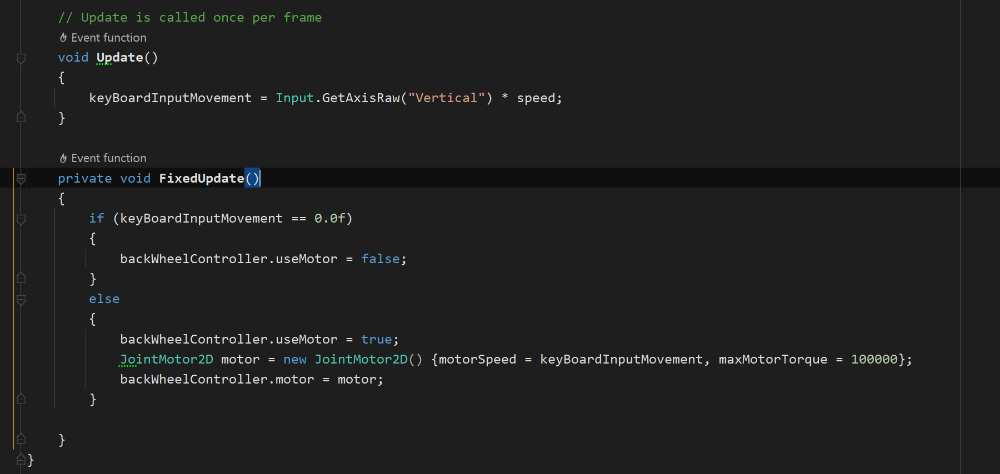 // Update is called once per frame
Event function
void Update()
{
keyBoardInputMovement = Input.GetAxisRaw("Vertical") * speed;
}
Event function
private void FixedUpdate()
{
if (keyBoardInputMovement == 0.0f)
{
backWheelController.useMotor = false;
}
else
{
backWheelController.useMotor = true;
JointMotor2D motor = new JointMotor2D() {motorSpeed = keyBoardInputMovement, maxMotorTorque = 100000};
backWheelController.motor = motor;
}
}
}